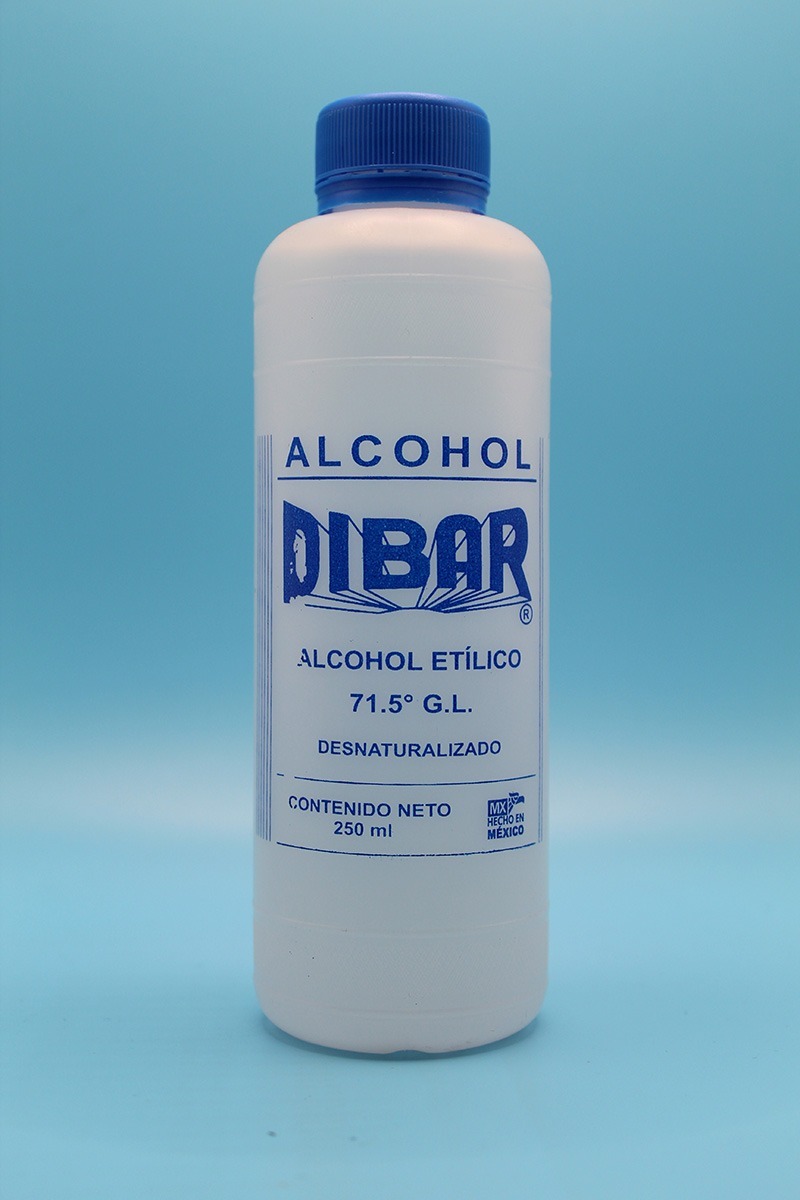 ALCOHOL
DIBAR
®
ALCOHOL ETÍLICO
71.5° G.L.
DESNATURALIZADO
CONTENIDO NETO
250 ml
MX
HECHO EN
MÉXICO